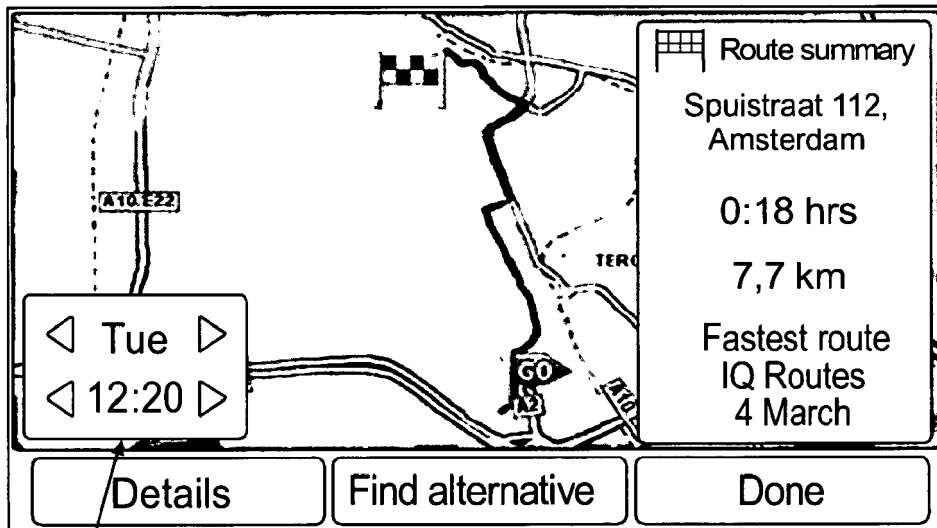 Route summary
Spuistraat 112,
Amsterdam
0:18 hrs
7,7 km
Fastest route
IQ Routes
4 March
A10.E22
TERC
Tue
12:20
GO
A2
A10.
Details
Find alternative
Done